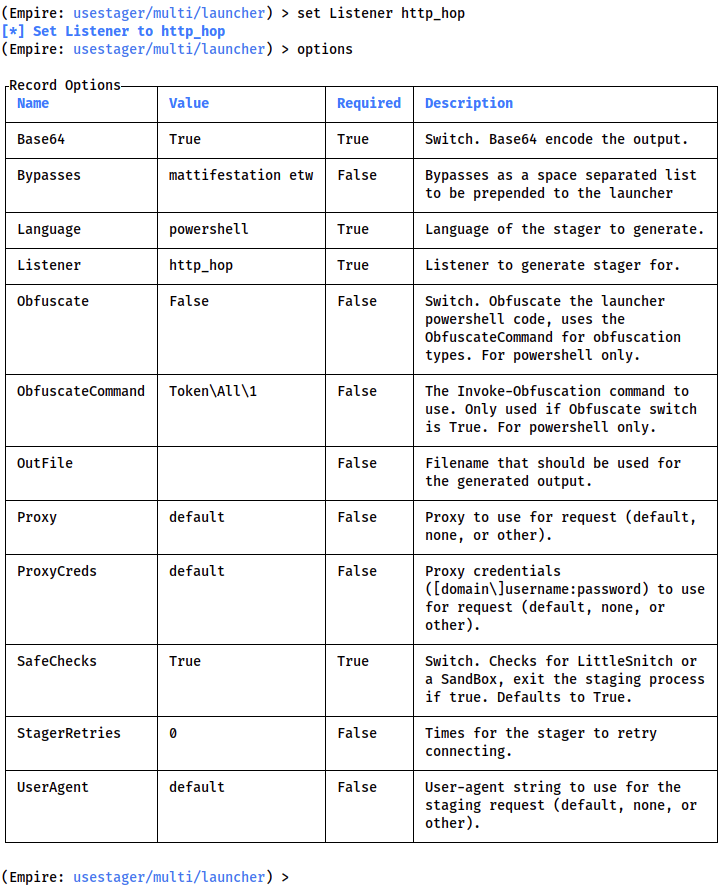 (Empire: usestager/multi/launcher) > set Listener http_hop
[*] Set Listener to http_hop
(Empire: usestager/multi/launcher) > options
Record Options
Name Value Required Description
Base64 True True Switch. Base64 encode the output.
Bypasses mattifestation etw False Bypasses as a space separated list
to be prepended to the launcher
Language powershell True Language of the stager to generate.
Listener http_hop True Listener to generate stager for.
Obfuscate False False Switch. Obfuscate the launcher
powershell code, uses the
ObfuscateCommand for obfuscation
types. For powershell only.
ObfuscateCommand Token\All\1 False The Invoke-Obfuscation command to
use. Only used if Obfuscate switch
is True. For powershell only.
OutFile False Filename that should be used for
the generated output.
Proxy default False Proxy to use for request (default,
none, or other).
ProxyCreds default False Proxy credentials
([domain\]username:password) to use
for request (default, none, or
other).
SafeChecks True True Switch. Checks for LittleSnitch or
a SandBox, exit the staging process
if true. Defaults to True.
StagerRetries 0 False Times for the stager to retry
connecting.
UserAgent default False User-agent string to use for the
staging request (default, none, or
other).
(Empire: usestager/multi/launcher) >